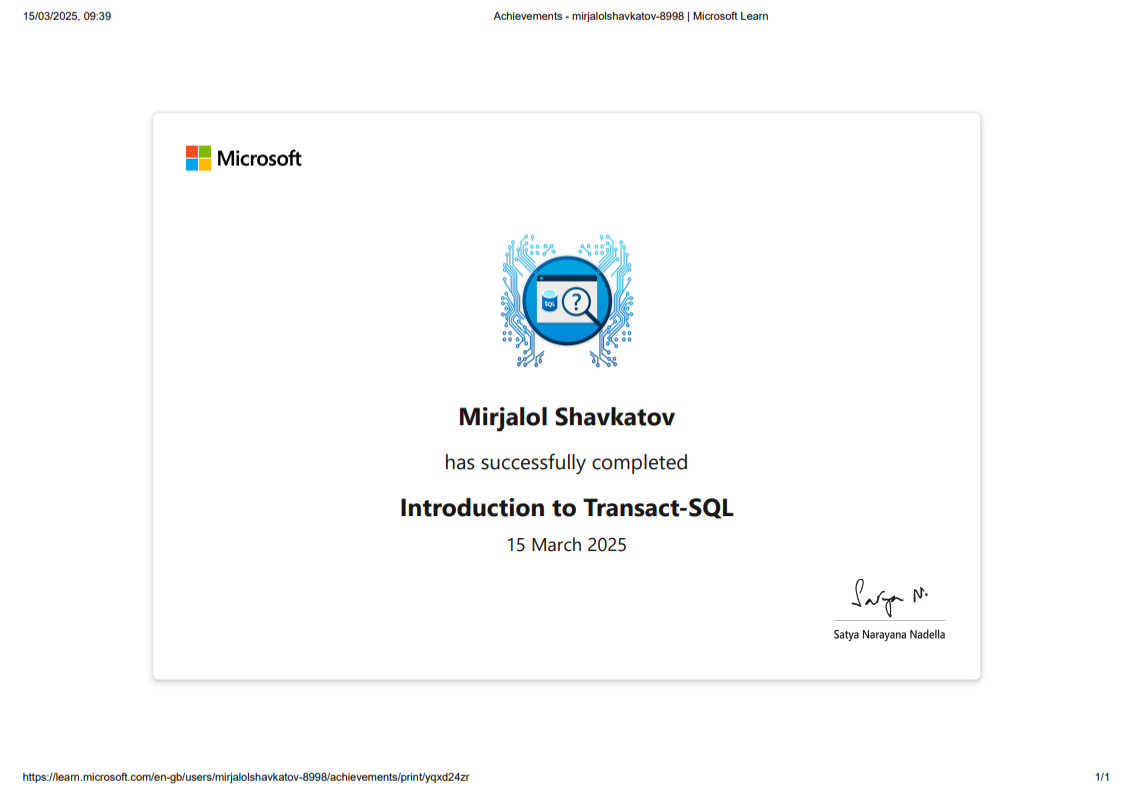 15/03/2025, 09:39
Achievements - mirjalolshavkatov-8998 | Microsoft Learn
Microsoft
SQL
?
Mirjalol Shavkatov
has successfully completed
Introduction to Transact-SQL
15 March 2025
Satya N.
Satya Narayana Nadella
https://learn.microsoft.com/en-gb/users/mirjalolshavkatov-8998/achievements/print/yqxd24zr
1/1